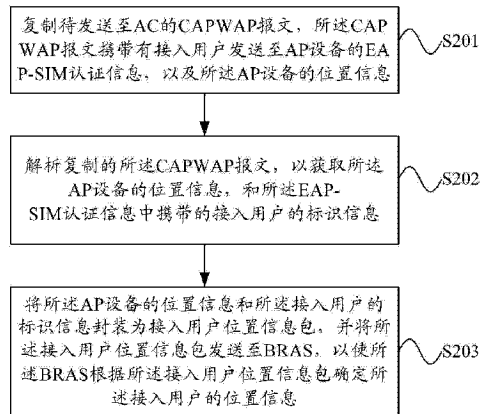 复制待发送至AC的CAPWAP报文，所述CAP
WAP报文携带有接入用户发送至AP设备的EA
P-SIM认证信息，以及所述AP设备的位置信息
S201
解析复制的所述CAPWAP报文，以获取所述
AP设备的位置信息，和所述EAP-
SIM认证信息中携带的接入用户的标识信息
S202
将所述AP设备的位置信息和所述接入用户的
标识信息封装为接入用户位置信息包，并将所
述接入用户位置信息包发送至BRAS，以使所
述BRAS根据所述接入用户位置信息包确定所
述接入用户的位置信息
S203